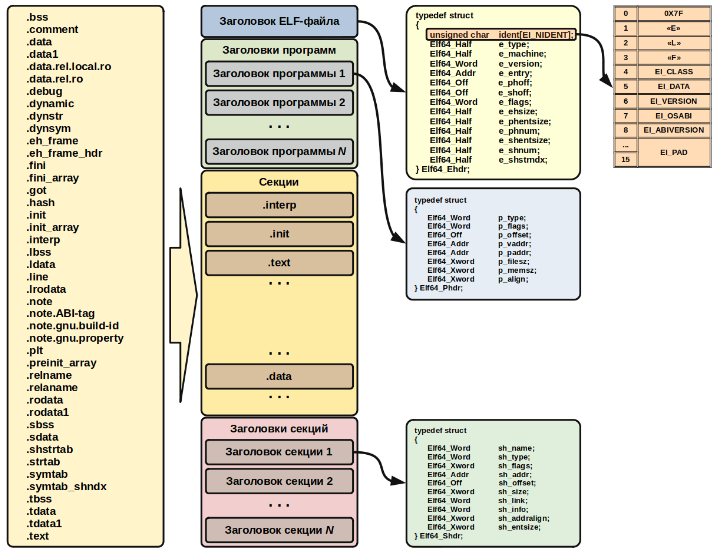 .bss
.comment
.data
.data1
.data.rel.local.ro
.data.rel.ro
.debug
.dynamic
.dynstr
.dynsym
.eh_frame
.eh_frame_hdr
.fini
.fini_array
.got
.hash
.init
.init_array
.interp
.lbss
.ldata
.line
.lrodata
.note
.note.ABI-tag
.note.gnu.build-id
.note.gnu.property
.plt
.preinit_array
.relname
.relaname
.rodata
.rodata1
.sbss
.sdata
.shstrtab
.strtab
.symtab
.symtab_shndx
.tbss
.tdata
.tdata1
.text
Заголовок ELF-файла
Заголовки программ
Заголовок программы 1
Заголовок программы 2
. . .
Заголовок программы N
Секции
.interp
.init
.text
. . .
. . .
.data
. . .
Заголовки секций
Заголовок секции 1
Заголовок секции 2
. . .
Заголовок секции N
typedef struct
{
unsigned char ident[EI_NIDENT];
Elf64_Half e_type;
Elf64_Half e_machine;
Elf64_Word e_version;
Elf64_Addr e_entry;
Elf64_Off e_phoff;
Elf64_Off e_shoff;
Elf64_Word e_flags;
Elf64_Half e_ehsize;
Elf64_Half e_phentsize;
Elf64_Half e_phnum;
Elf64_Half e_shentsize;
Elf64_Half e_shnum;
Elf64_Half e_shstrndx;
} Elf64_Ehdr;
typedef struct
{
Elf64_Word p_type;
Elf64_Word p_flags;
Elf64_Off p_offset;
Elf64_Addr p_vaddr;
Elf64_Addr p_paddr;
Elf64_Xword p_filesz;
Elf64_Xword p_memsz;
Elf64_Xword p_align;
} Elf64_Phdr;
typedef struct
{
Elf64_Word sh_name;
Elf64_Word sh_type;
Elf64_Xword sh_flags;
Elf64_Addr sh_addr;
Elf64_Off sh_offset;
Elf64_Xword sh_size;
Elf64_Word sh_link;
Elf64_Word sh_info;
Elf64_Xword sh_addralign;
Elf64_Xword sh_entsize;
} Elf64_Shdr;
0 0X7F
1 «E»
2 «L»
3 «F»
4 EI_CLASS
5 EI_DATA
6 EI_VERSION
7 EI_OSABI
8 EI_ABIVERSION
...
EI_PAD
15